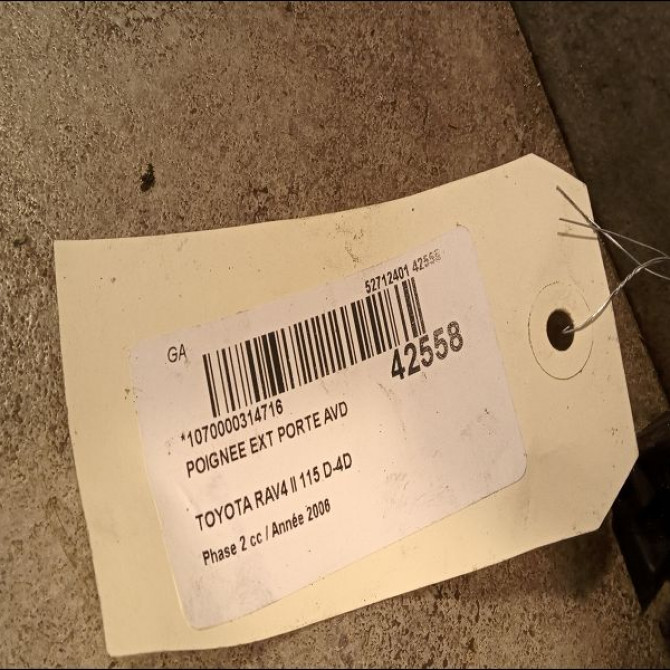 52712401 42558
GA
42558
*1070000314716
POIGNEE EXT PORTE AVD
TOYOTA RAV4 II 115 D-4D
Phase 2 cc / Année 2006